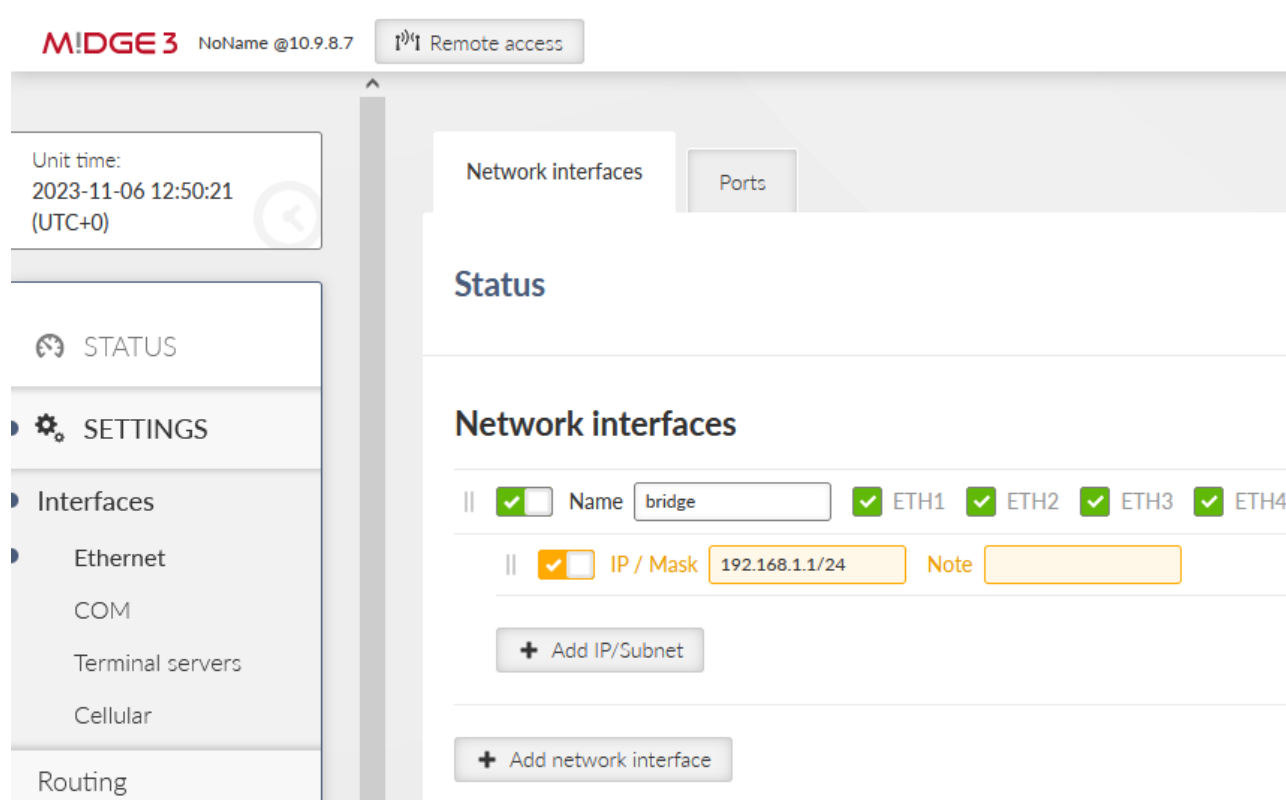 M!DGE 3 NoName @10.9.8.7 Remote access
Unit time:
2023-11-06 12:50:21
(UTC+0)
STATUS
SETTINGS
Interfaces
Ethernet
COM
Terminal servers
Cellular
Routing
Network interfaces Ports
Status
Network interfaces
Name bridge ETH1 ETH2 ETH3 ETH4
IP / Mask 192.168.1.1/24 Note
Add IP/Subnet
Add network interface